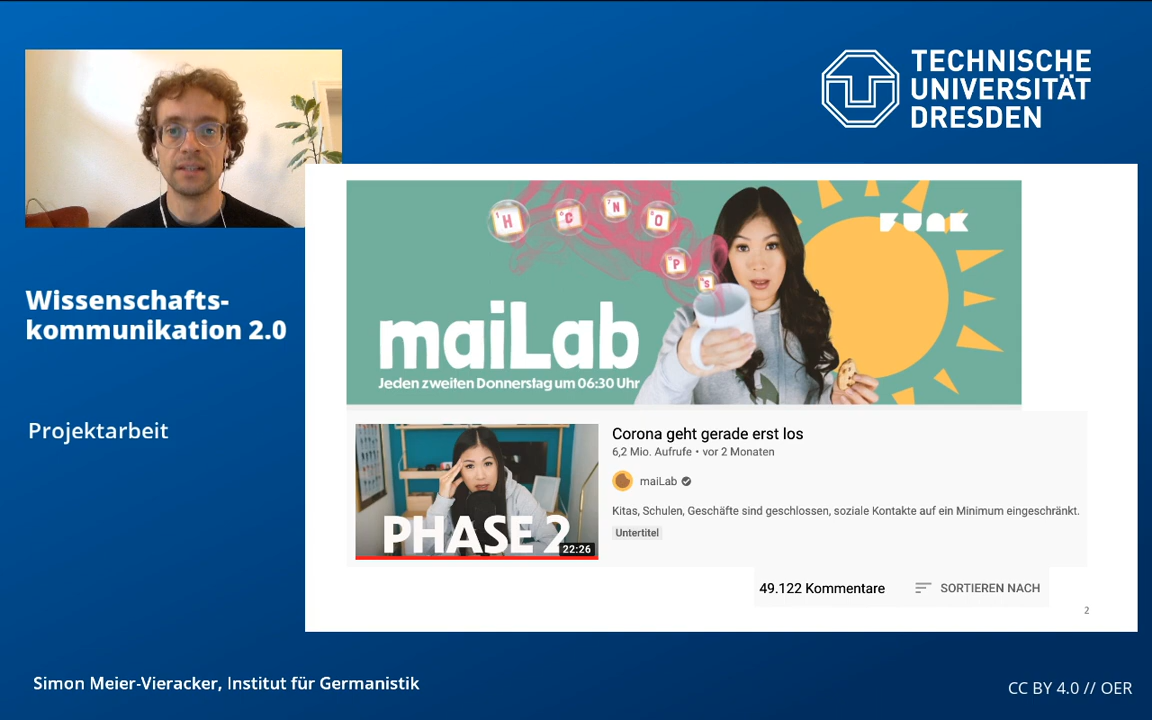 TECHNISCHE
UNIVERSITÄT
DRESDEN
Wissenschafts-
kommunikation 2.0
Projektarbeit
H C N O P S
FUNK
maiLab
Jeden zweiten Donnerstag um 06:30 Uhr
PHASE 2
22:26
Corona geht gerade erst los
6,2 Mio. Aufrufe • vor 2 Monaten
maiLab
Kitas, Schulen, Geschäfte sind geschlossen, soziale Kontakte auf ein Minimum eingeschränkt.
Untertitel
49.122 Kommentare SORTIEREN NACH
2
Simon Meier-Vieracker, Institut für Germanistik
CC BY 4.0 // OER